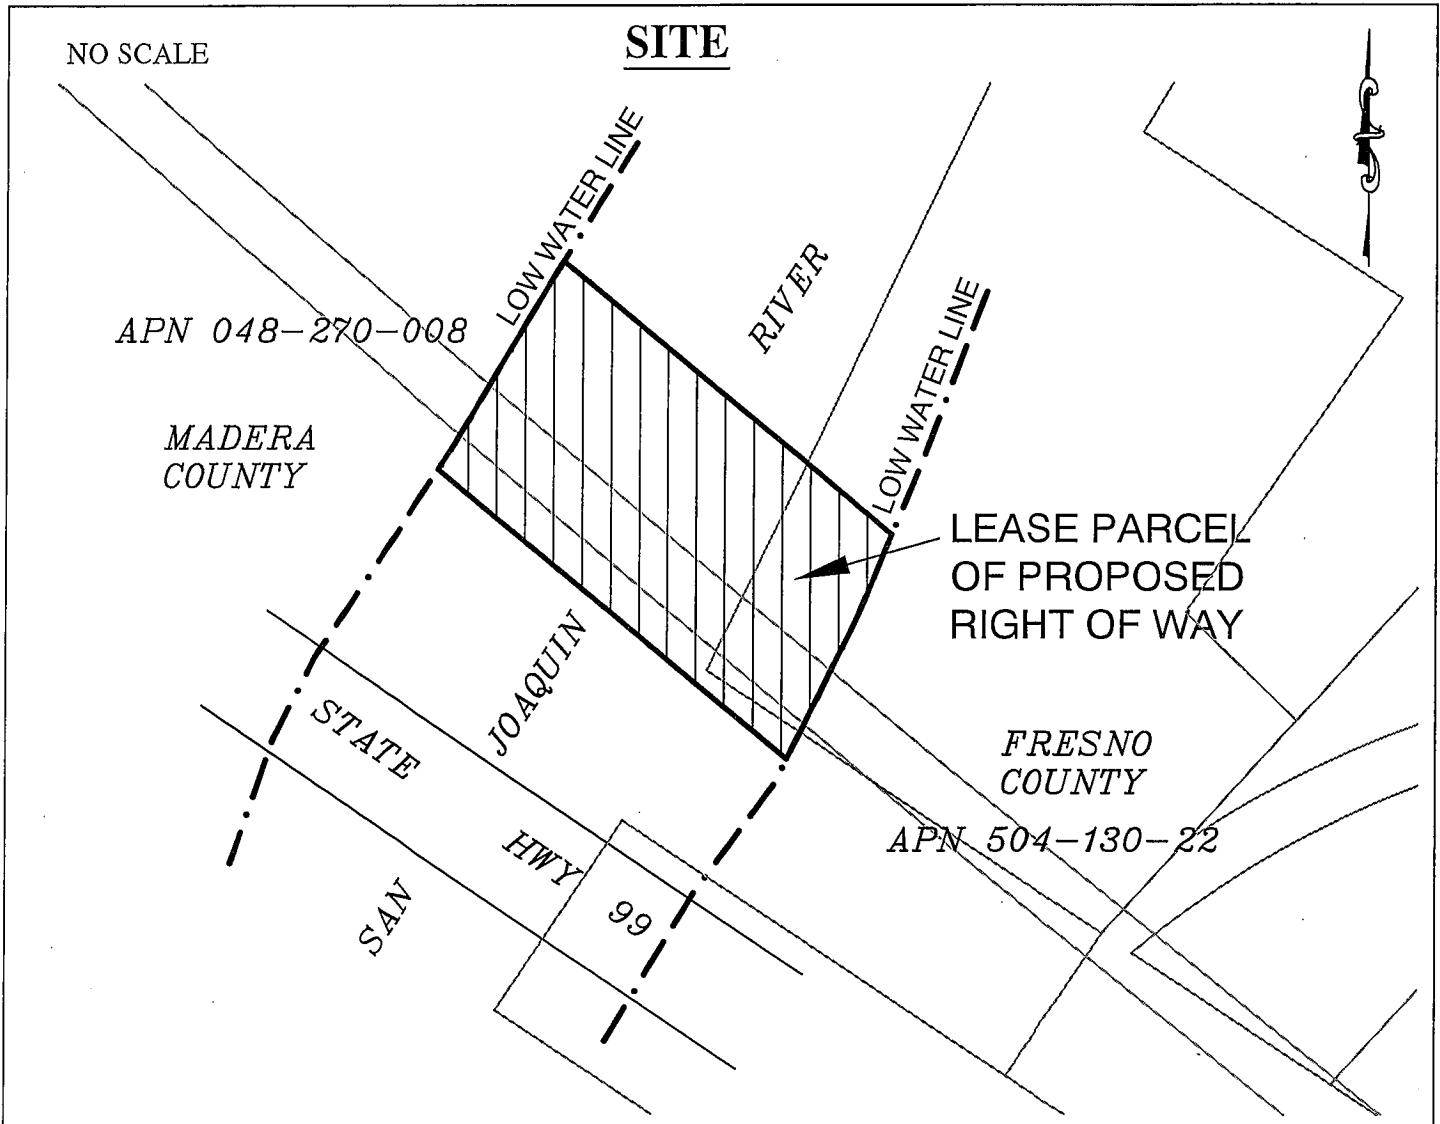 SITE
NO SCALE
LOW WATER LINE
RIVER
LOW WATER LINE
APN 048-270-008
MADERA
COUNTY
LEASE PARCEL
OF PROPOSED
RIGHT OF WAY
JOAQUIN
STATE
HWY
99
SAN
FRESNO
COUNTY
APN 504-130-22